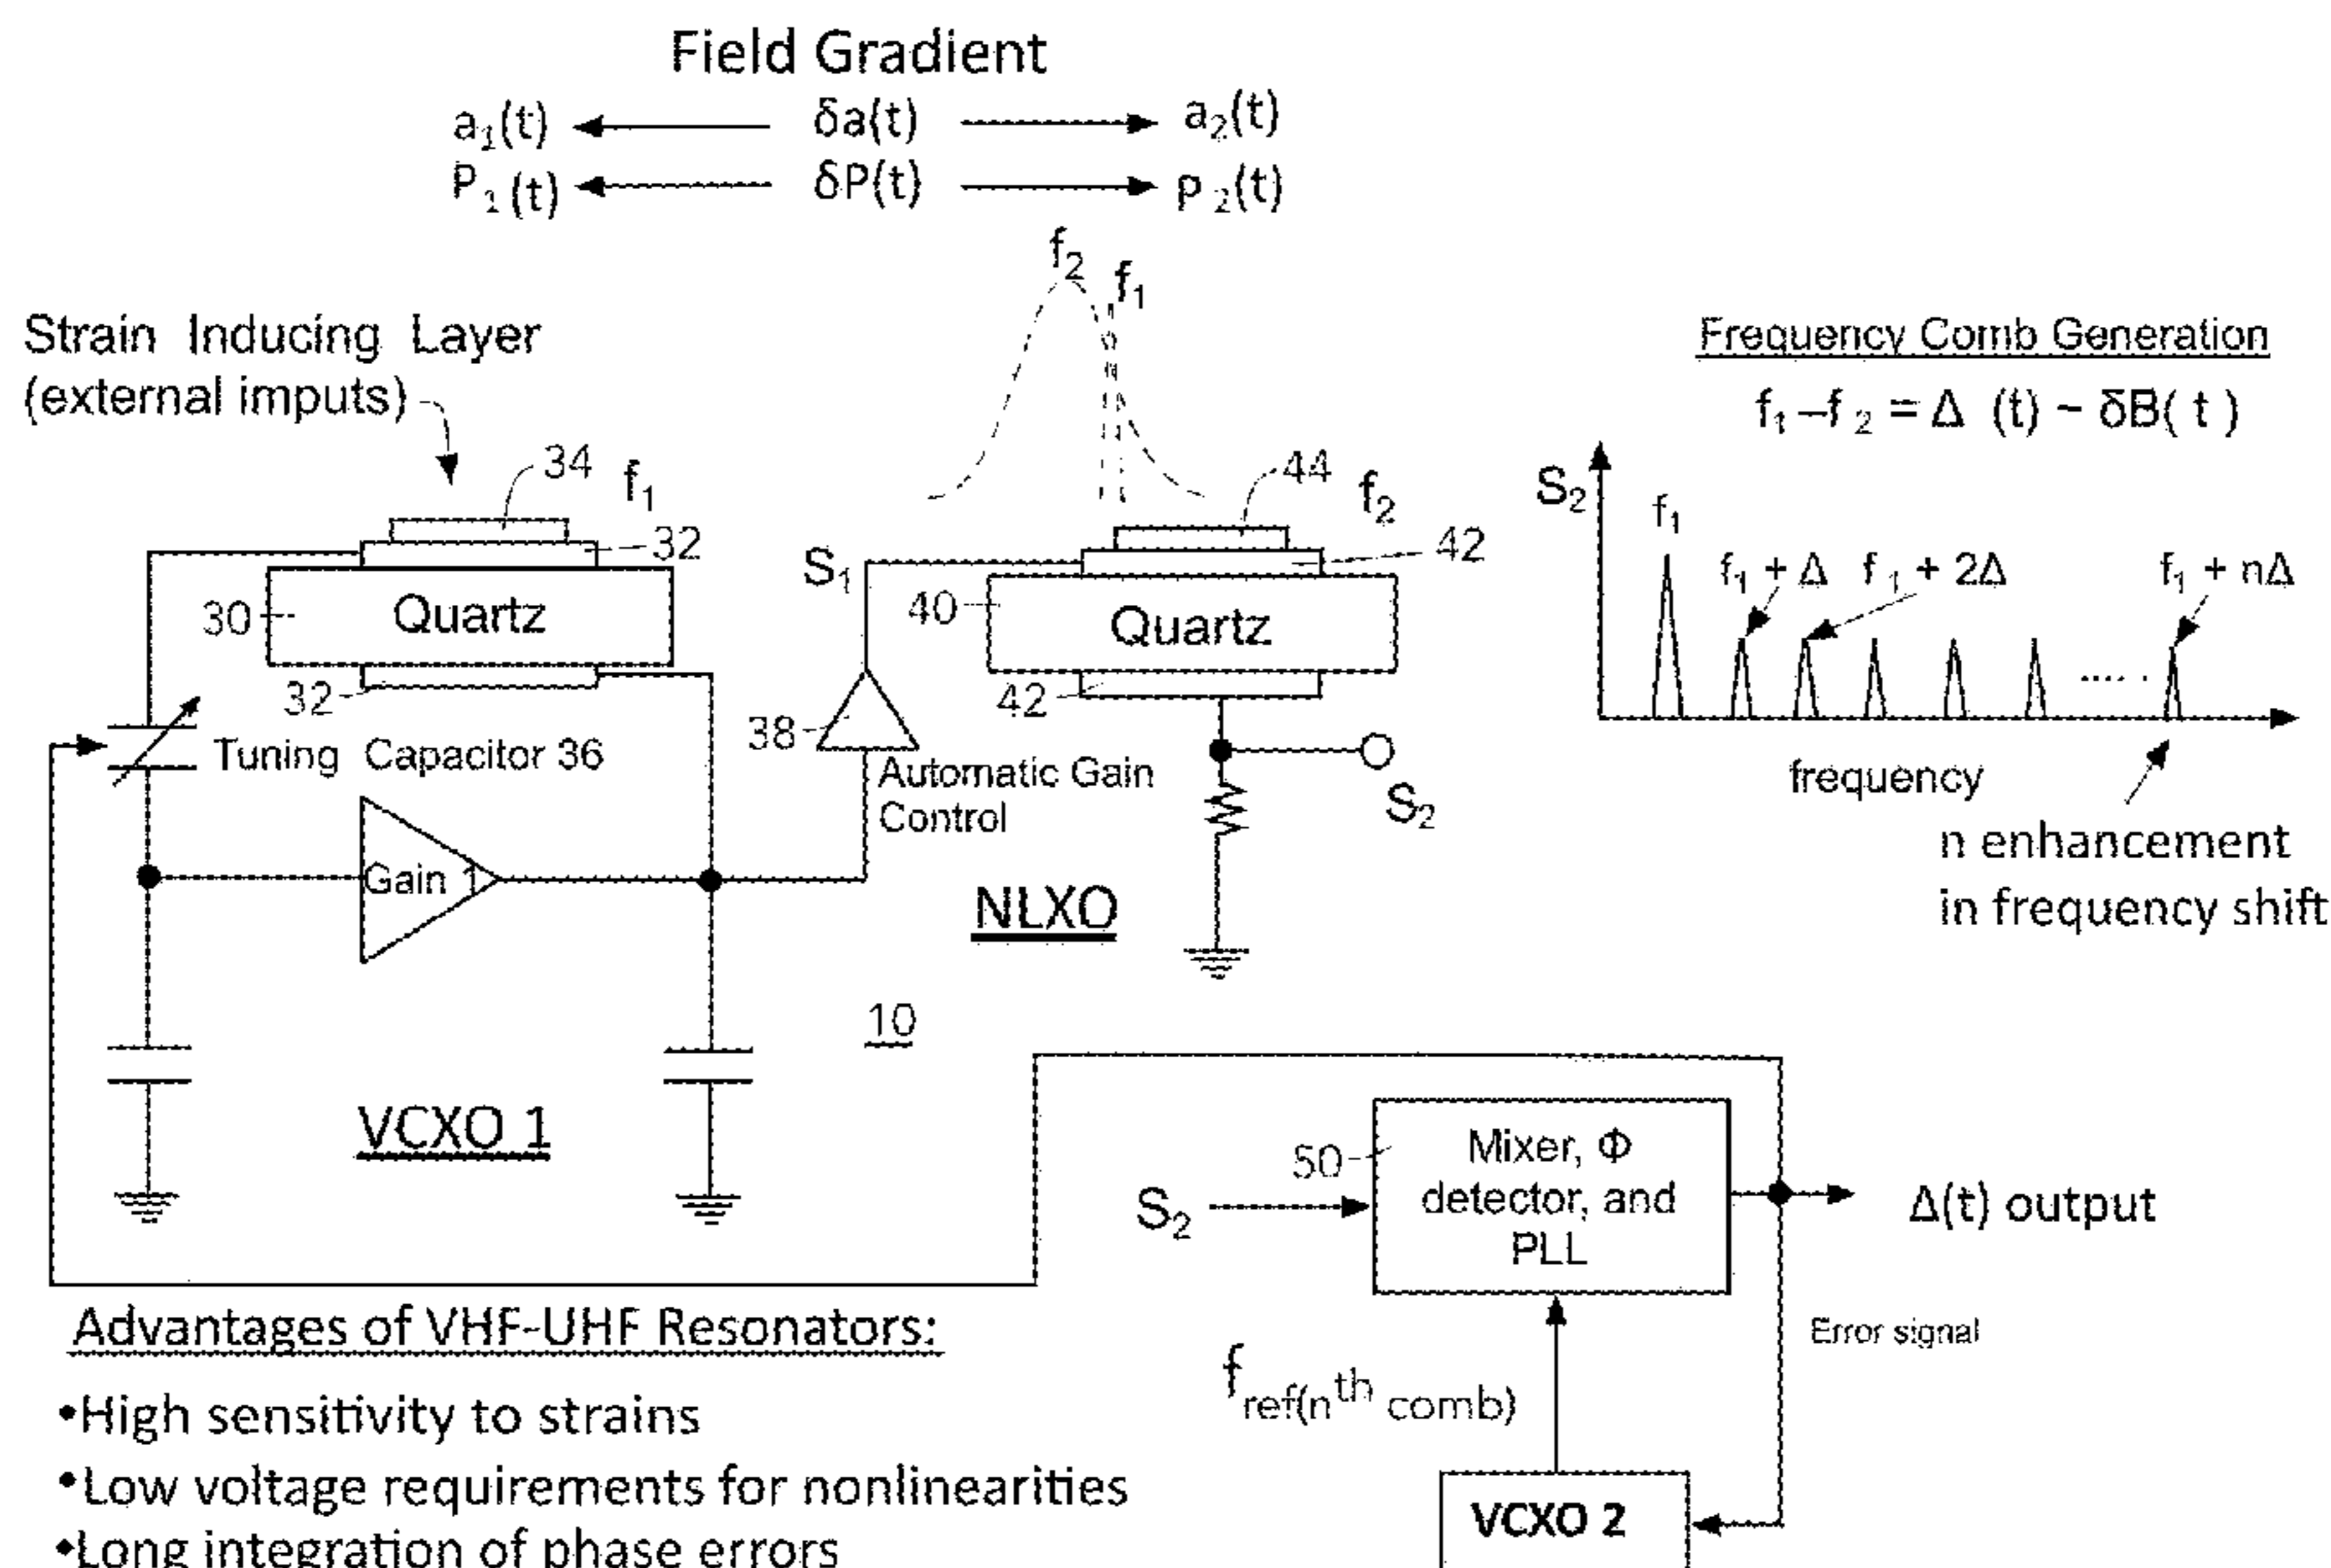 Field Gradient
a₁(t) δa(t) a₂(t)
P₁(t) δP(t) p₂(t)
f₂
f₁
Strain Inducing Layer
(external imputs)
34
f₁
32
30
Quartz
32
Tuning Capacitor 36
Gain 1
VCXO 1
S₁
38
Automatic Gain
Control
44
f₂
42
40
Quartz
42
S₂
NLXO
10
Frequency Comb Generation
f₁ – f₂ = Δ (t) ~ δB( t )
S₂
f₁
f₁ + Δ
f₁ + 2Δ
.....
f₁ + nΔ
frequency
n enhancement
in frequency shift
50
Mixer, Φ
detector, and
PLL
S₂
Δ(t) output
Error signal
f ref(nᵗʰ comb)
VCXO 2
Advantages of VHF-UHF Resonators:
•High sensitivity to strains
•Low voltage requirements for nonlinearities
•Long integration of phase errors